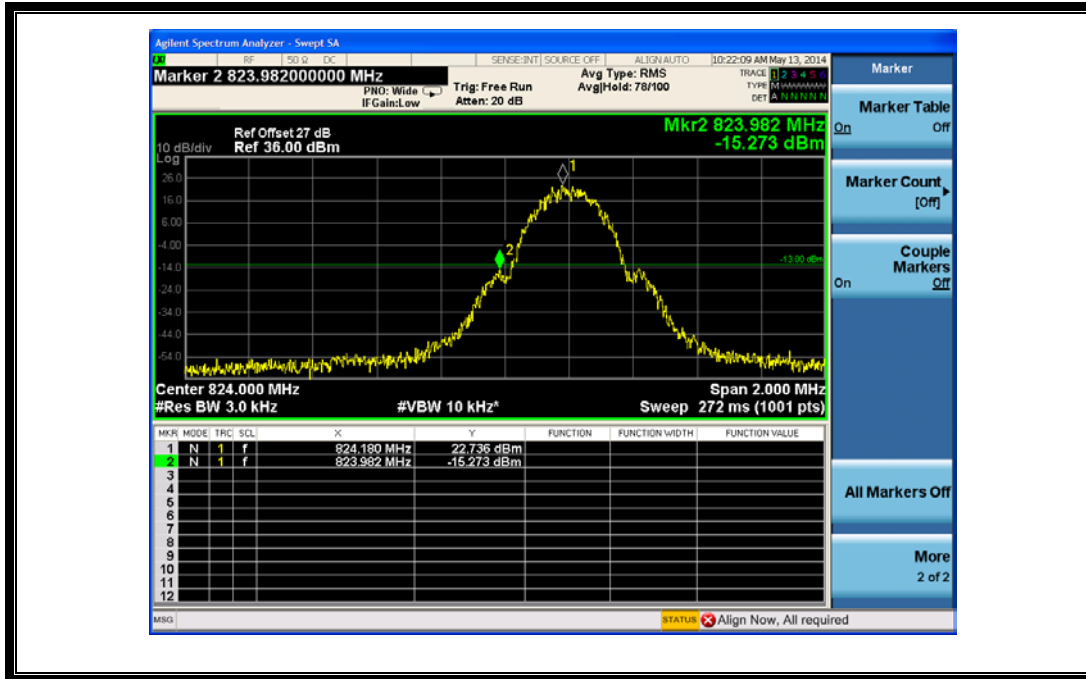 Agilent Spectrum Analyzer - Swept SA
RF 50 Ω DC SENSE:INT SOURCE OFF ALIGN AUTO 10:22:09 AM May 13, 2014
Marker 2 823.982000000 MHz
PNO: Wide
IFGain:Low
Trig: Free Run
Atten: 20 dB
Avg Type: RMS
Avg|Hold: 78/100
TRACE 1 2 3 4 5 6
TYPE M
DET A N N N N N
Ref Offset 27 dB
10 dB/div Ref 36.00 dBm
Mkr2 823.982 MHz
-15.273 dBm
Log
26.0
16.0
6.00
-4.00
-14.0
-24.0
-34.0
-44.0
-54.0
1
2
-13.00 dBm
Center 824.000 MHz Span 2.000 MHz
#Res BW 3.0 kHz #VBW 10 kHz* Sweep 272 ms (1001 pts)
MKR MODE TRC SCL X Y FUNCTION FUNCTION WIDTH FUNCTION VALUE
1 N 1 f 824.180 MHz 22.736 dBm
2 N 1 f 823.982 MHz -15.273 dBm
3
4
5
6
7
8
9
10
11
12
MSG STATUS Align Now, All required
Marker
Marker Table
On Off
Marker Count
[Off]
Couple
Markers
On Off
All Markers Off
More
2 of 2